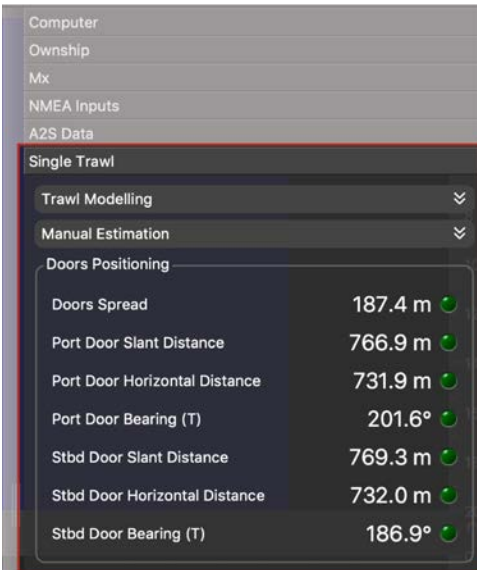 Computer
Ownship
Mx
NMEA Inputs
A2S Data
Single Trawl
Trawl Modelling
Manual Estimation
Doors Positioning
Doors Spread 187.4 m
Port Door Slant Distance 766.9 m
Port Door Horizontal Distance 731.9 m
Port Door Bearing (T) 201.6°
Stbd Door Slant Distance 769.3 m
Stbd Door Horizontal Distance 732.0 m
Stbd Door Bearing (T) 186.9°